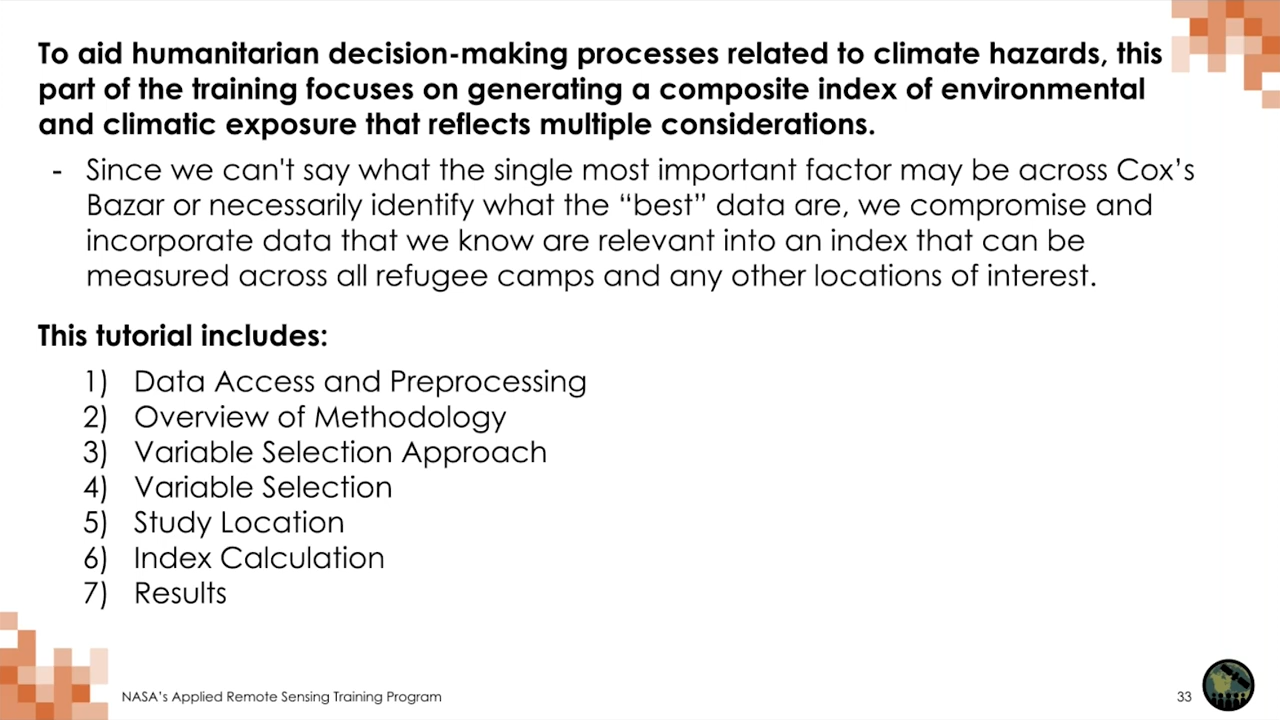 To aid humanitarian decision-making processes related to climate hazards, this
part of the training focuses on generating a composite index of environmental
and climatic exposure that reflects multiple considerations.
- Since we can't say what the single most important factor may be across Cox’s
Bazar or necessarily identify what the “best” data are, we compromise and
incorporate data that we know are relevant into an index that can be
measured across all refugee camps and any other locations of interest.
This tutorial includes:
1) Data Access and Preprocessing
2) Overview of Methodology
3) Variable Selection Approach
4) Variable Selection
5) Study Location
6) Index Calculation
7) Results
NASA’s Applied Remote Sensing Training Program
33